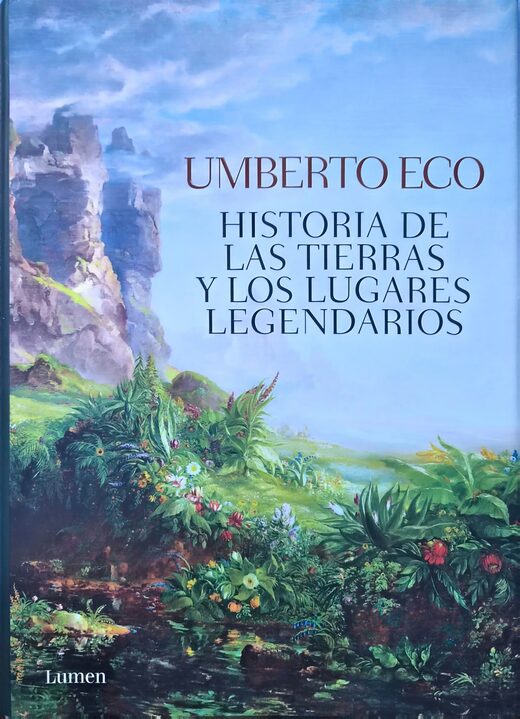 UMBERTO ECO
HISTORIA DE
LAS TIERRAS
Y LOS LUGARES
LEGENDARIOS
Lumen